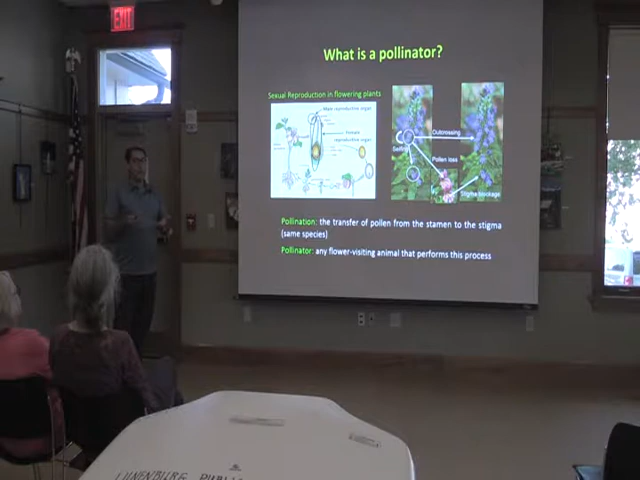 EXIT
What is a pollinator?
Sexual Reproduction in flowering plants
Male reproductive organ
Female
reproductive organ
Outcrossing
Selfing
Pollen loss
Stigma blockage
Pollination: the transfer of pollen from the stamen to the stigma
(same species)
Pollinator: any flower-visiting animal that performs this process
LUNENBURG PUBLIC